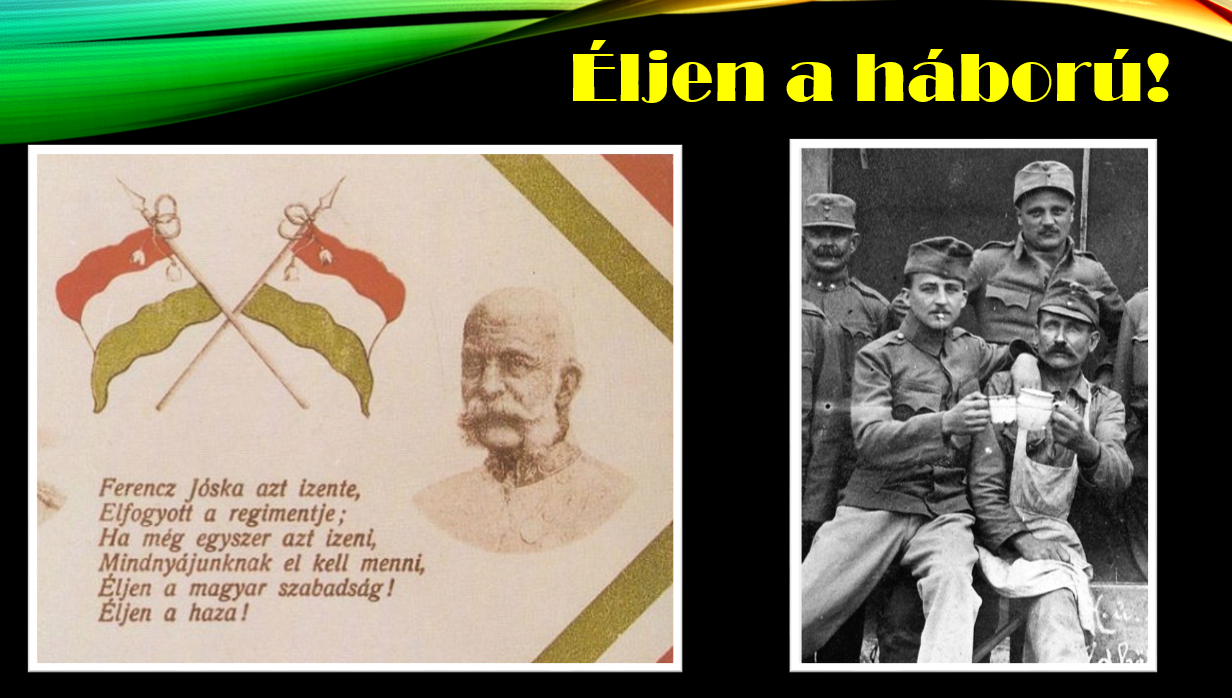 Éljen a háború!
Ferencz Jóska azt izente,
Elfogyott a regimentje;
Ha még egyszer azt izeni,
Mindnyájunknak el kell menni,
Éljen a magyar szabadság!
Éljen a haza!